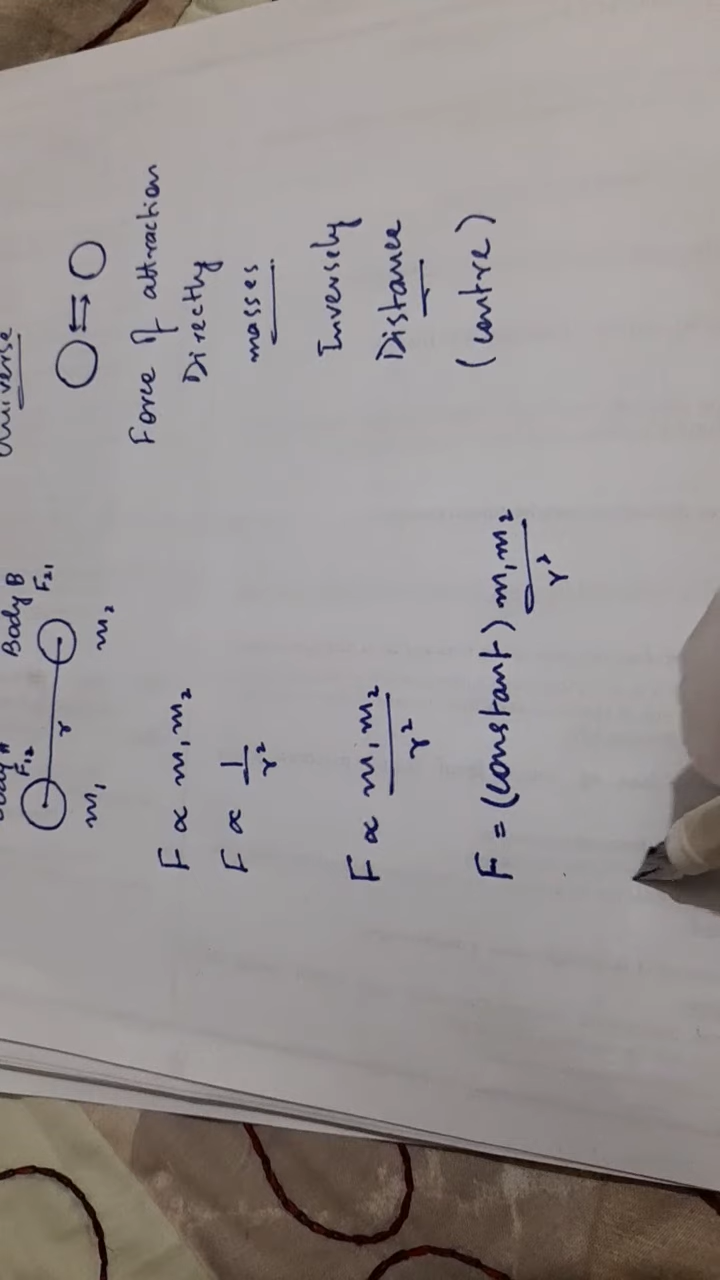 Universe
Force of attraction
Directly
masses
Inversely
Distance
(centre)
Body B
F₁₂ r F₂₁
m₁ m₂
F ∝ m₁m₂
F ∝ 1/r²
F ∝ m₁m₂/r²
F = (constant) m₁m₂/r²